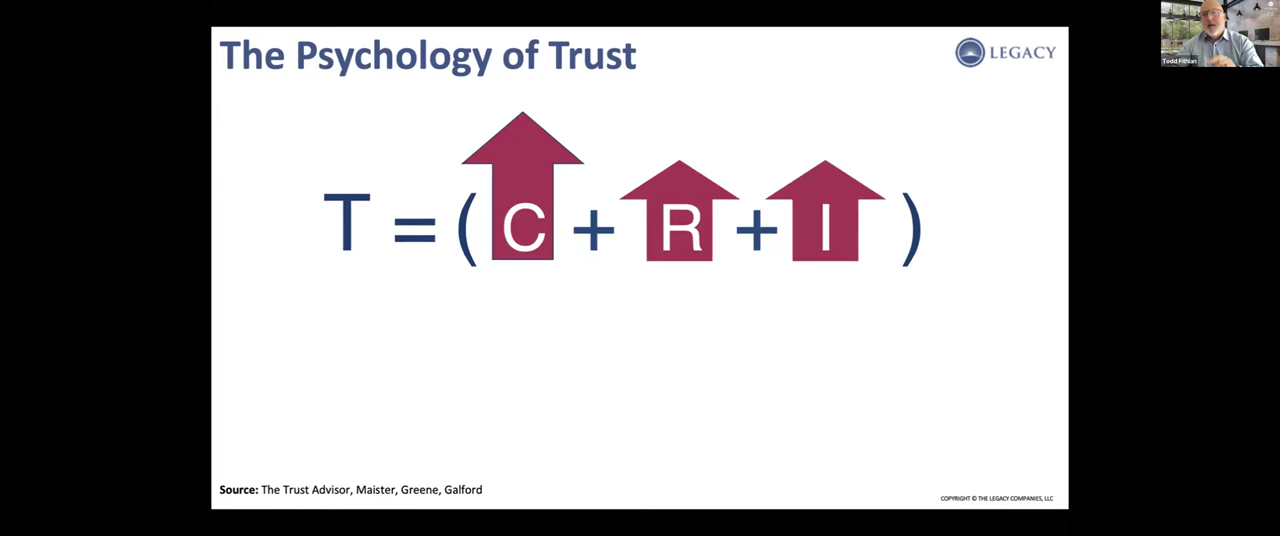 The Psychology of Trust
LEGACY
Todd Fithian
T = ( C + R + I )
Source: The Trust Advisor, Maister, Greene, Galford
COPYRIGHT © THE LEGACY COMPANIES, LLC